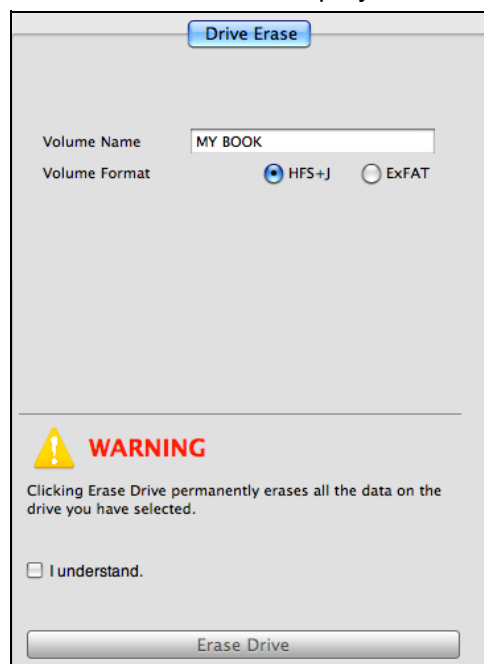 Drive Erase
Volume Name MY BOOK
Volume Format HFS+J ExFAT
WARNING
Clicking Erase Drive permanently erases all the data on the
drive you have selected.
I understand.
Erase Drive